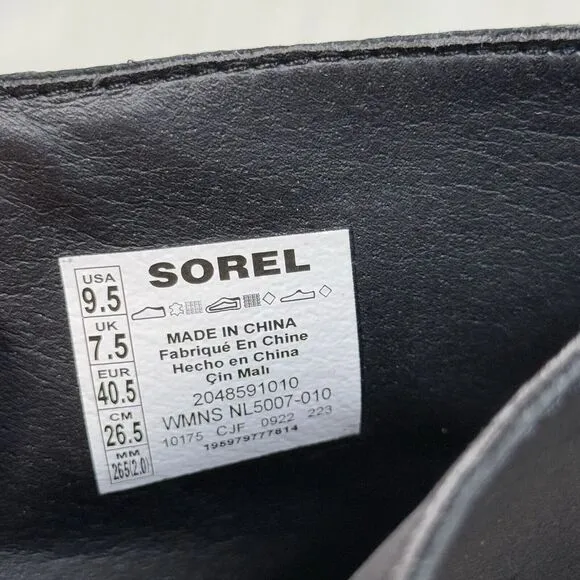 USA
9.5
UK
7.5
EUR
40.5
CM
26.5
MM
265(2.0)
SOREL
MADE IN CHINA
Fabriqué En Chine
Hecho en China
Çin Malı
2048591010
WMNS NL5007-010
10175 CJF 0922 223
195979777814